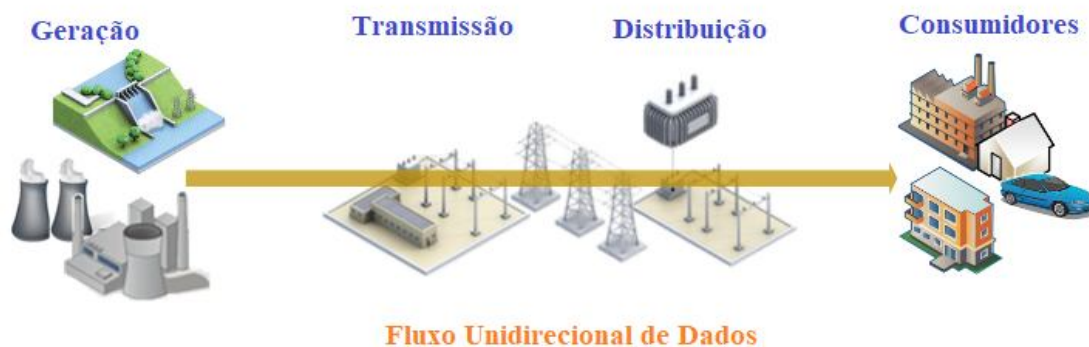 Geração
Transmissão
Distribuição
Consumidores
Fluxo Unidirecional de Dados